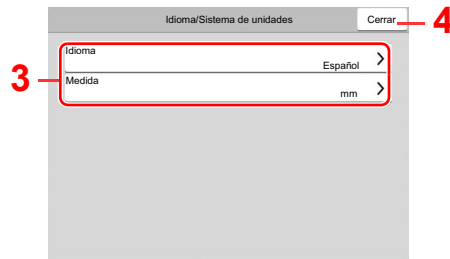 Idioma/Sistema de unidades
Cerrar
4
3
Idioma
Español
Medida
mm